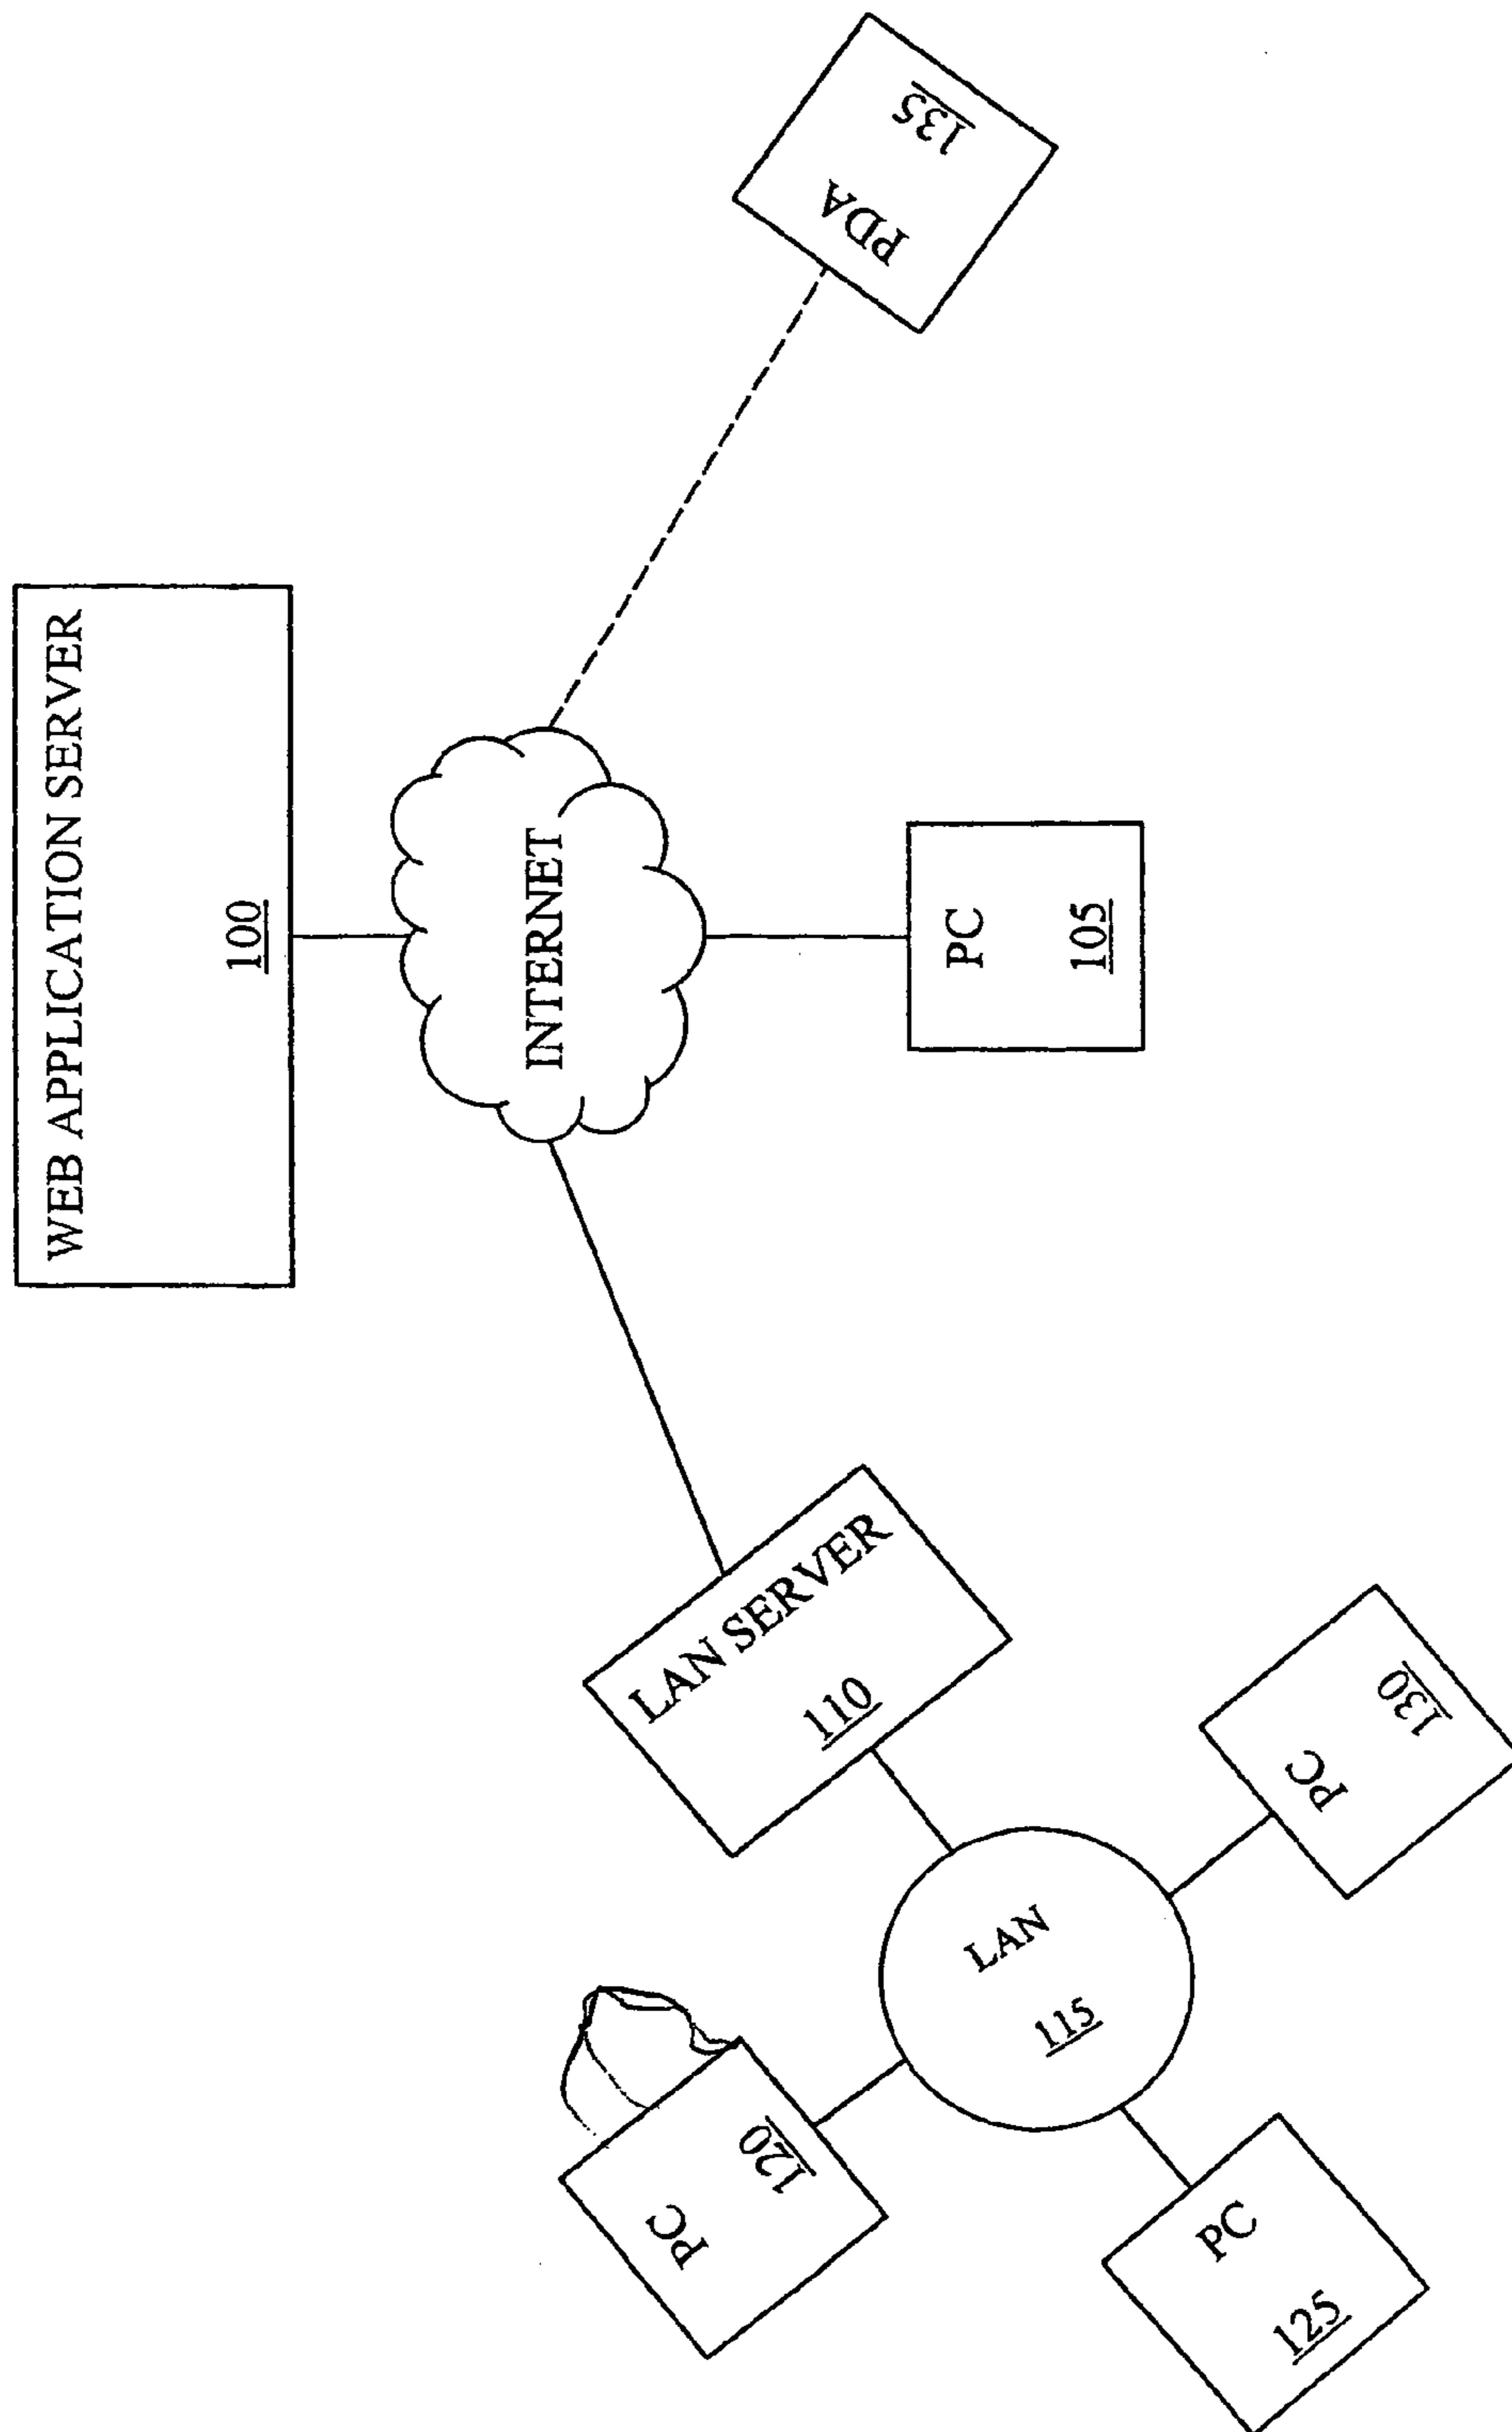 WEB APPLICATION SERVER
100
INTERNET
LAN SERVER
110
LAN
115
PC
120
PC
125
PC
130
PC
105
PDA
135